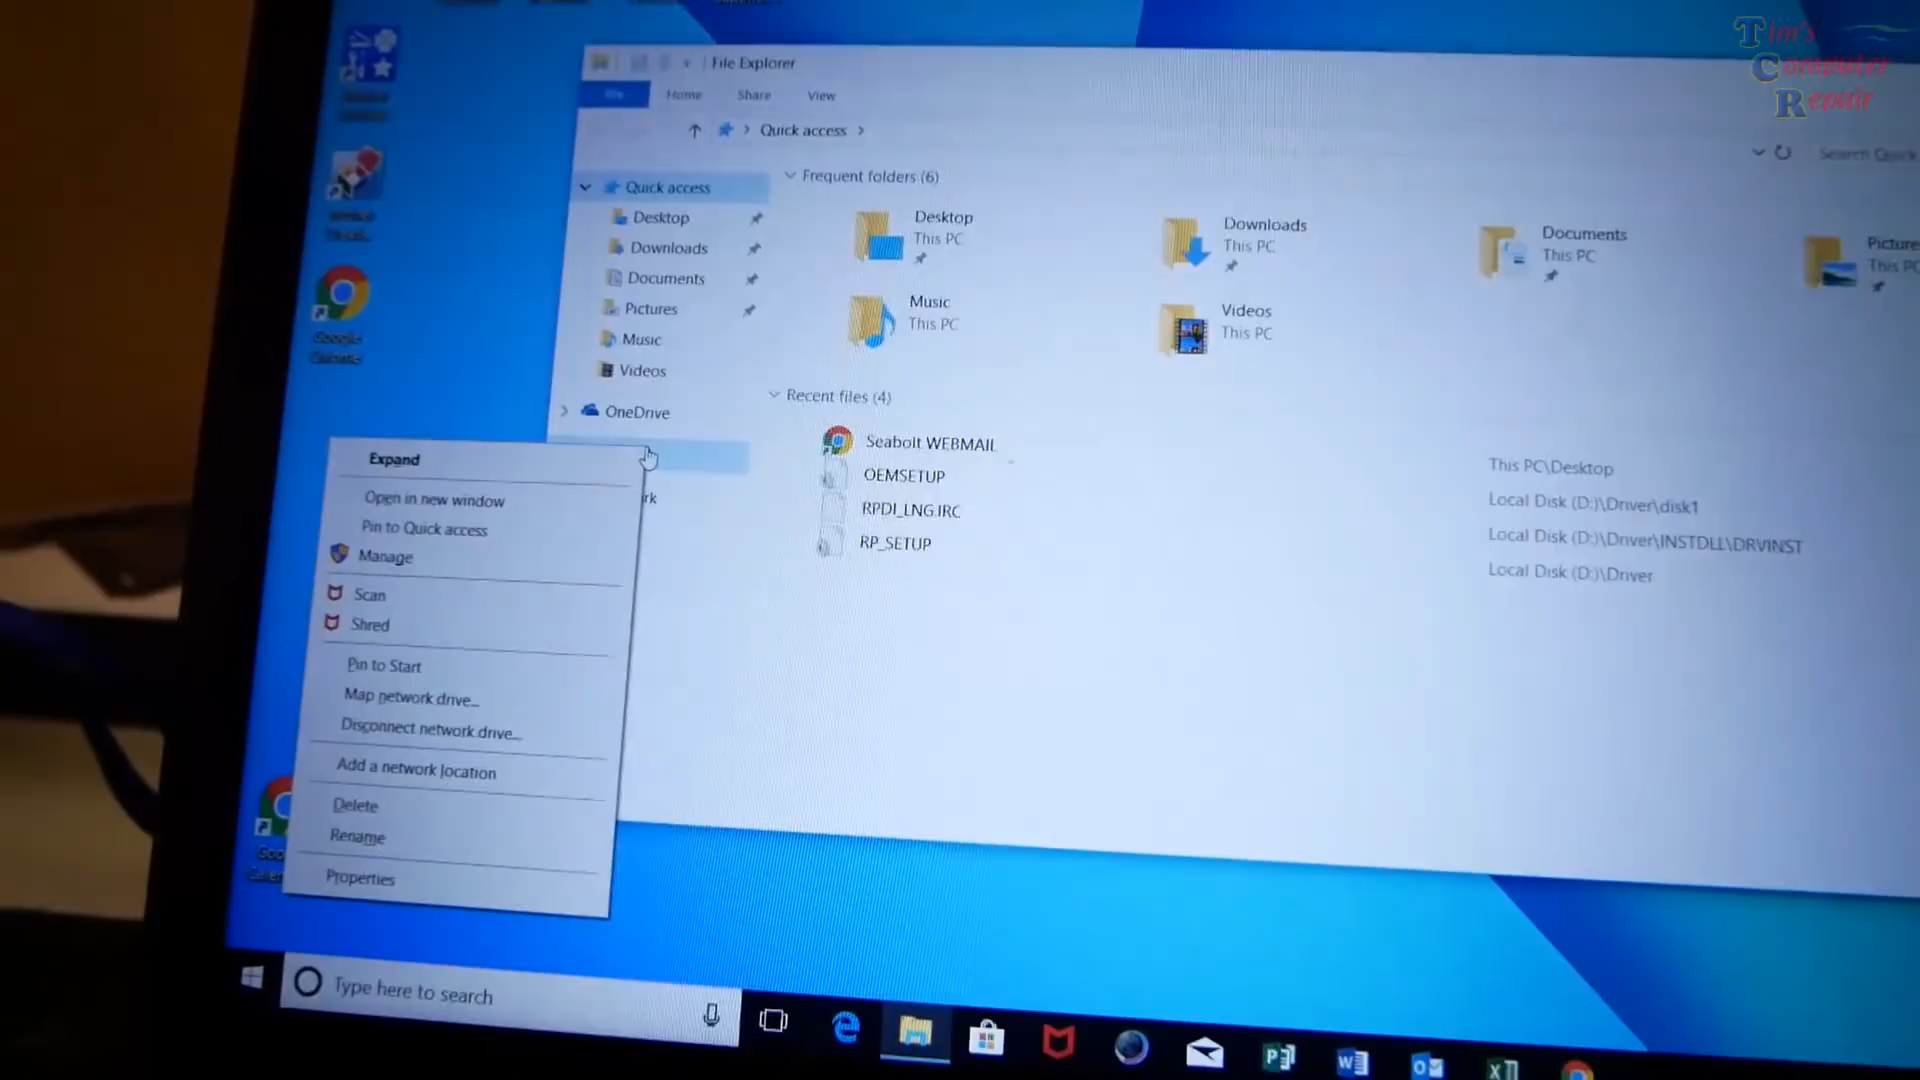 Tim's
Computer
Repair
File Explorer
Home
Share
View
Quick access
Search Quick
Quick access
Desktop
Downloads
Documents
Pictures
Music
Videos
OneDrive
rk
Frequent folders (6)
Desktop
This PC
Downloads
This PC
Documents
This PC
Picture
This PC
Music
This PC
Videos
This PC
Recent files (4)
Seabolt WEBMAIL
This PC\Desktop
OEMSETUP
Local Disk (D:)\Driver\disk1
RPDI_LNG.IRC
Local Disk (D:)\Driver\INSTDLL\DRVINST
RP_SETUP
Local Disk (D:)\Driver
Google
Chrome
Expand
Open in new window
Pin to Quick access
Manage
Scan
Shred
Pin to Start
Map network drive...
Disconnect network drive...
Add a network location
Delete
Rename
Properties
Goo
Type here to search